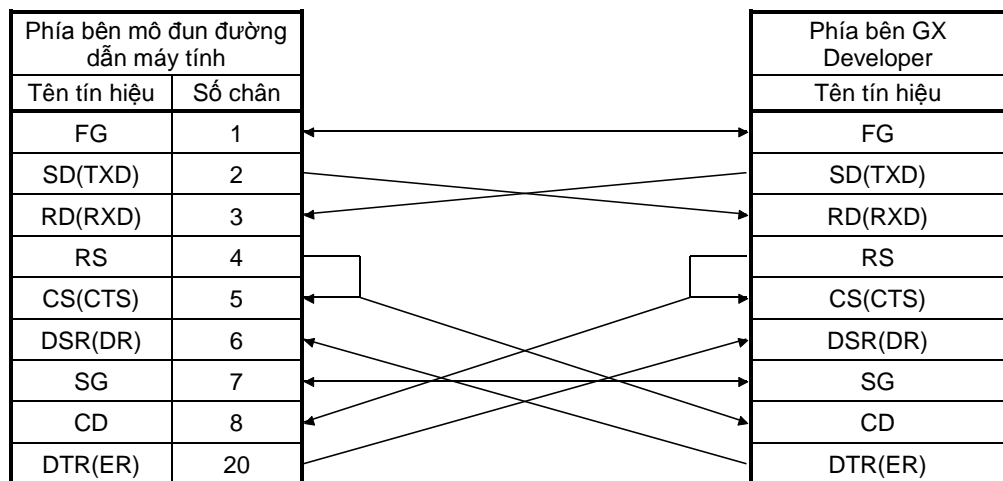 Phía bên mô đun đường
dẫn máy tính
Phía bên GX
Developer
Tên tín hiệu Số chân Tên tín hiệu
FG 1 FG
SD(TXD) 2 SD(TXD)
RD(RXD) 3 RD(RXD)
RS 4 RS
CS(CTS) 5 CS(CTS)
DSR(DR) 6 DSR(DR)
SG 7 SG
CD 8 CD
DTR(ER) 20 DTR(ER)